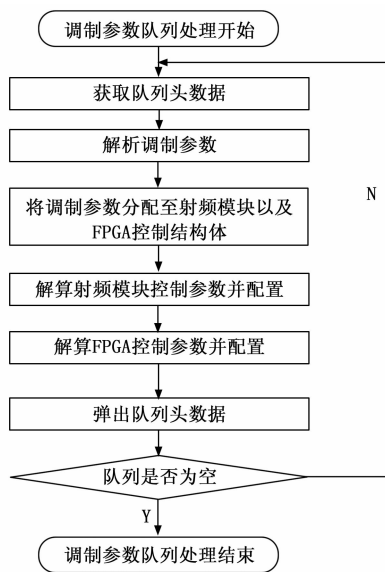 调制参数队列处理开始
获取队列头数据
解析调制参数
将调制参数分配至射频模块以及
FPGA控制结构体
解算射频模块控制参数并配置
解算FPGA控制参数并配置
弹出队列头数据
队列是否为空
N
Y
调制参数队列处理结束